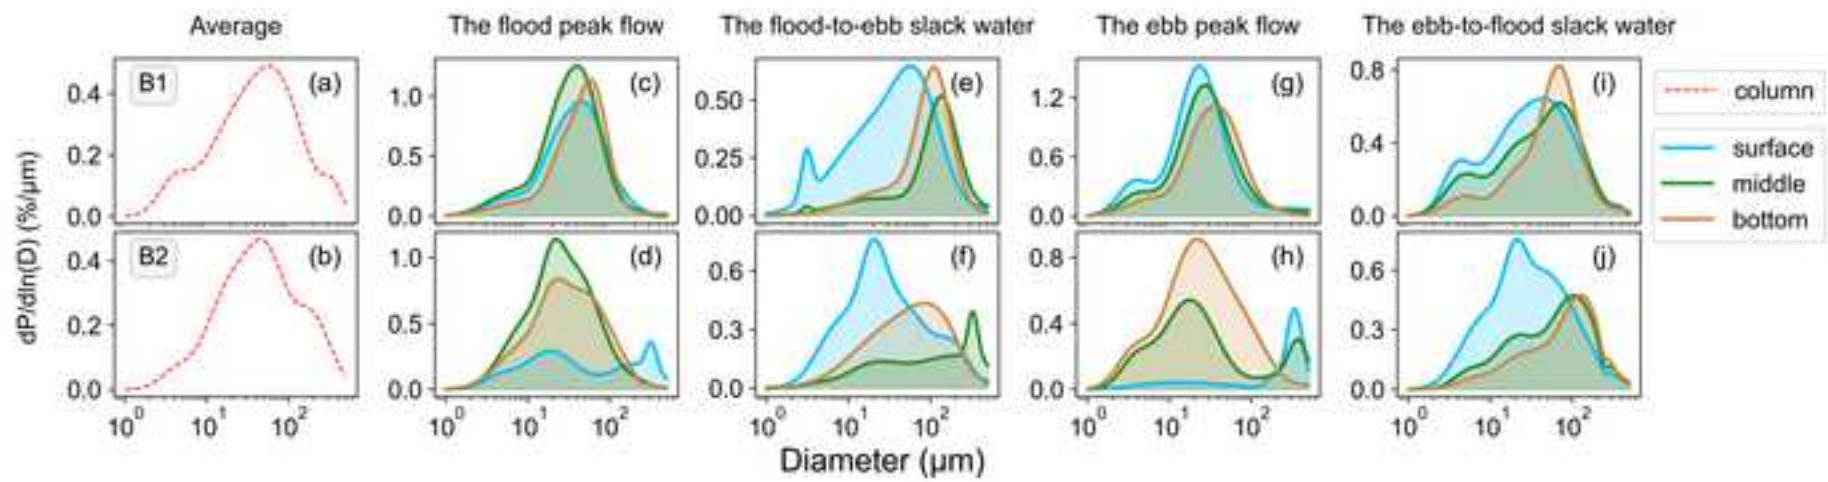 Average The flood peak flow The flood-to-ebb slack water The ebb peak flow The ebb-to-flood slack water
B1 (a) (c) (e) (g) (i)
0.4 0.2 0.0
1.0 0.5 0.0
0.50 0.25 0.00
1.2 0.6 0.0
0.8 0.4 0.0
column
surface
middle
bottom
dP/dln(D) (%/μm)
B2 (b) (d) (f) (h) (j)
0.4 0.2 0.0
1.0 0.5 0.0
0.6 0.3 0.0
0.8 0.4 0.0
0.6 0.3 0.0
10⁰ 10¹ 10² 10⁰ 10¹ 10² 10⁰ 10¹ 10² 10⁰ 10¹ 10² 10⁰ 10¹ 10²
Diameter (μm)